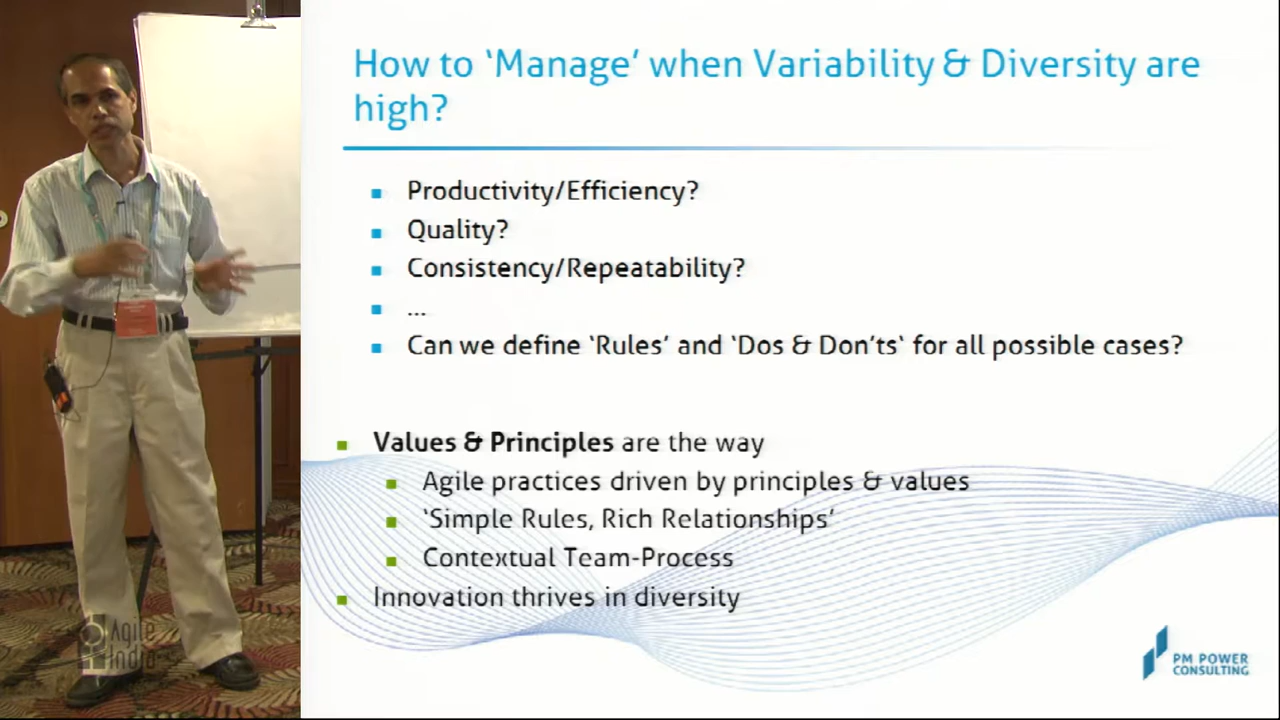 How to ‘Manage’ when Variability & Diversity are
high?
Productivity/Efficiency?
Quality?
Consistency/Repeatability?
...
Can we define ‘Rules’ and ‘Dos & Don’ts‘ for all possible cases?
Values & Principles are the way
Agile practices driven by principles & values
‘Simple Rules, Rich Relationships’
Contextual Team-Process
Innovation thrives in diversity
Agile
India
PM POWER
CONSULTING